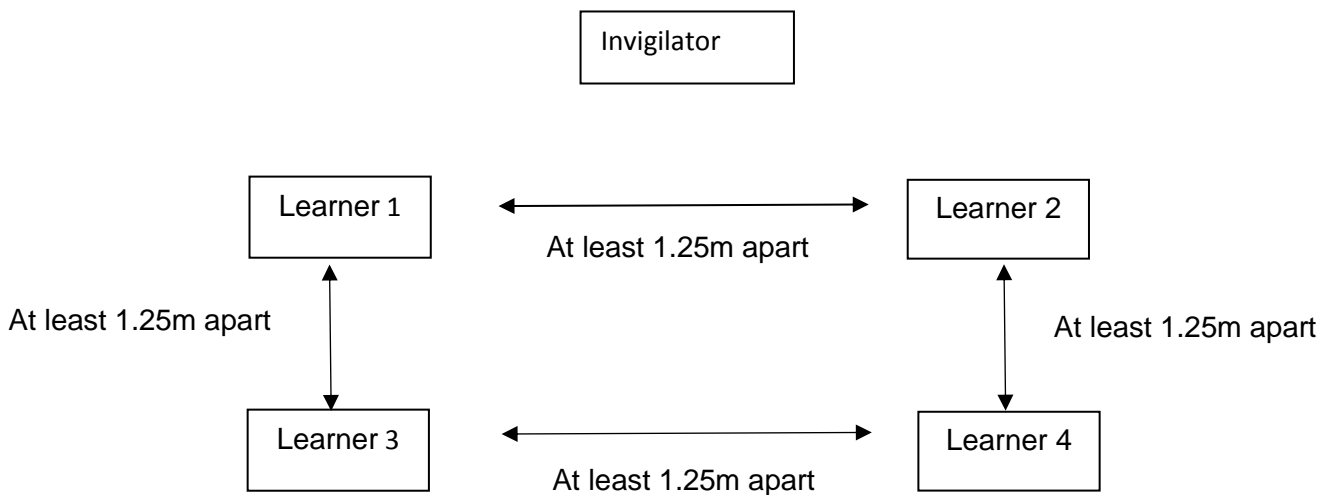 Invigilator
Learner 1
Learner 2
At least 1.25m apart
At least 1.25m apart
At least 1.25m apart
Learner 3
Learner 4
At least 1.25m apart